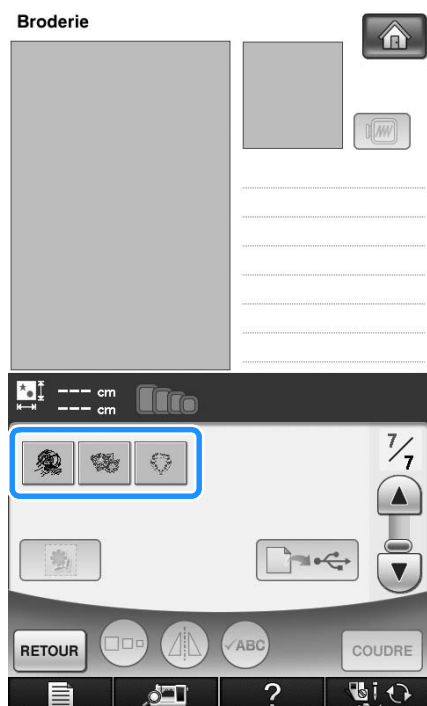 Broderie
--- cm
--- cm
7/7
RETOUR
✓ABC
COUDRE
?